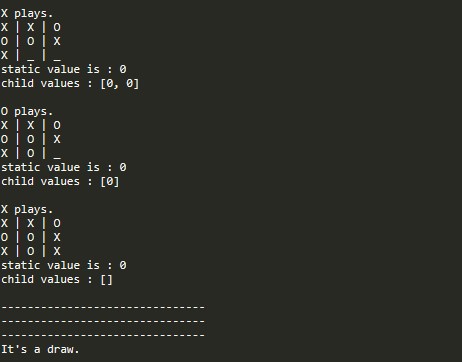 X plays.
X | X | O
O | O | X
X | _ | _
static value is : 0
child values : [0, 0]

O plays.
X | X | O
O | O | X
X | O | _
static value is : 0
child values : [0]

X plays.
X | X | O
O | O | X
X | O | X
static value is : 0
child values : []

-------------------------------
-------------------------------
-------------------------------
It's a draw.